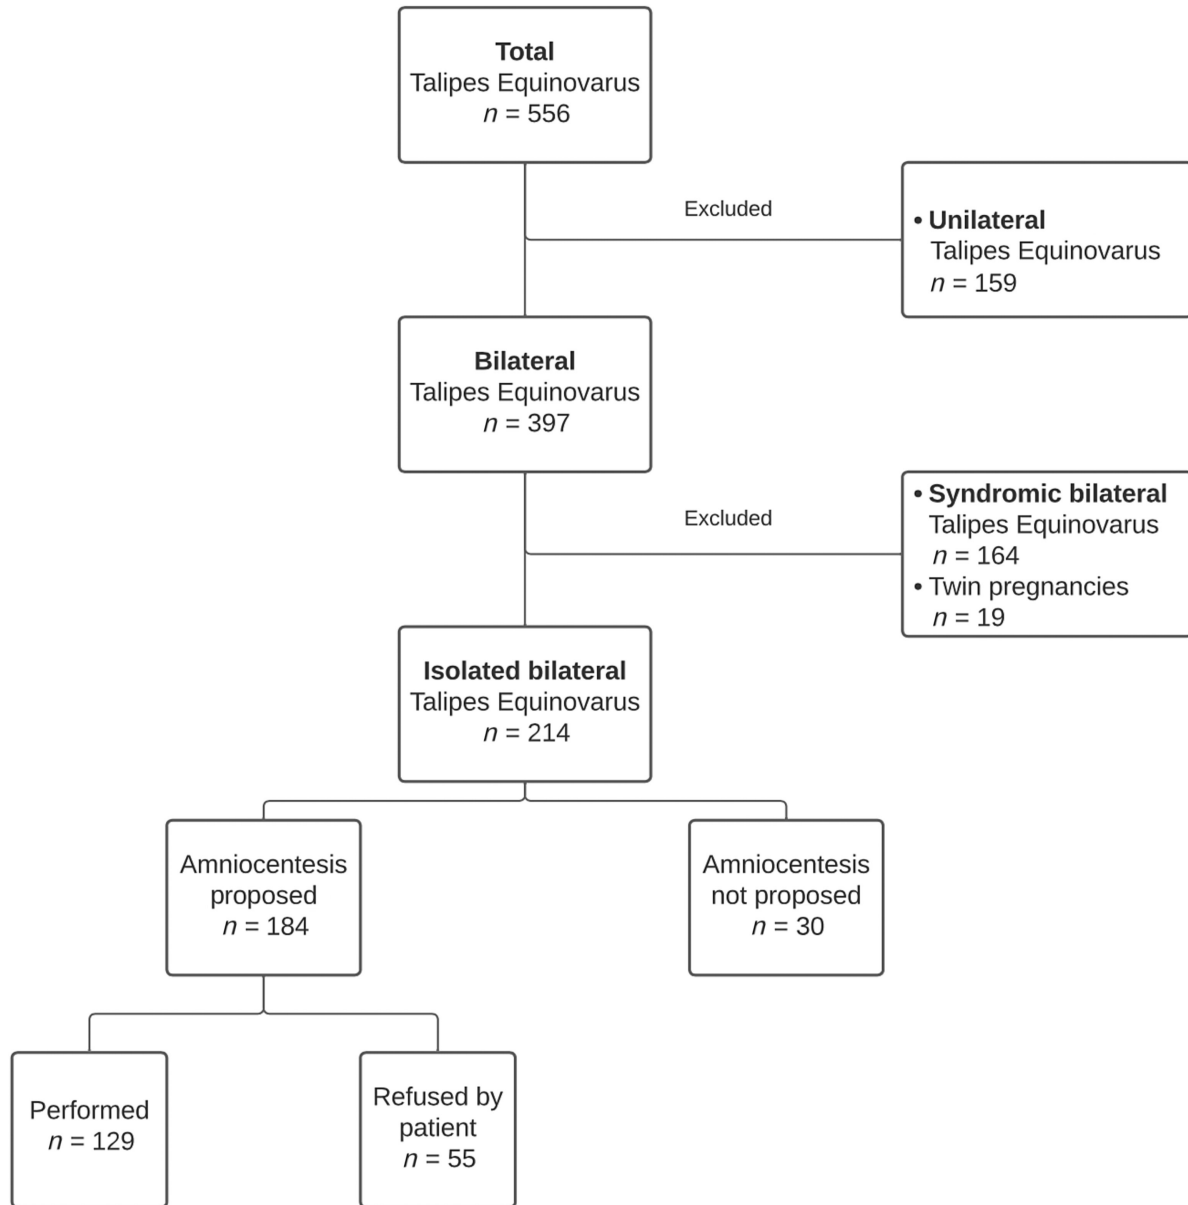 Total
Talipes Equinovarus
n = 556
Excluded
• Unilateral
Talipes Equinovarus
n = 159
Bilateral
Talipes Equinovarus
n = 397
Excluded
• Syndromic bilateral
Talipes Equinovarus
n = 164
• Twin pregnancies
n = 19
Isolated bilateral
Talipes Equinovarus
n = 214
Amniocentesis
proposed
n = 184
Amniocentesis
not proposed
n = 30
Performed
n = 129
Refused by
patient
n = 55